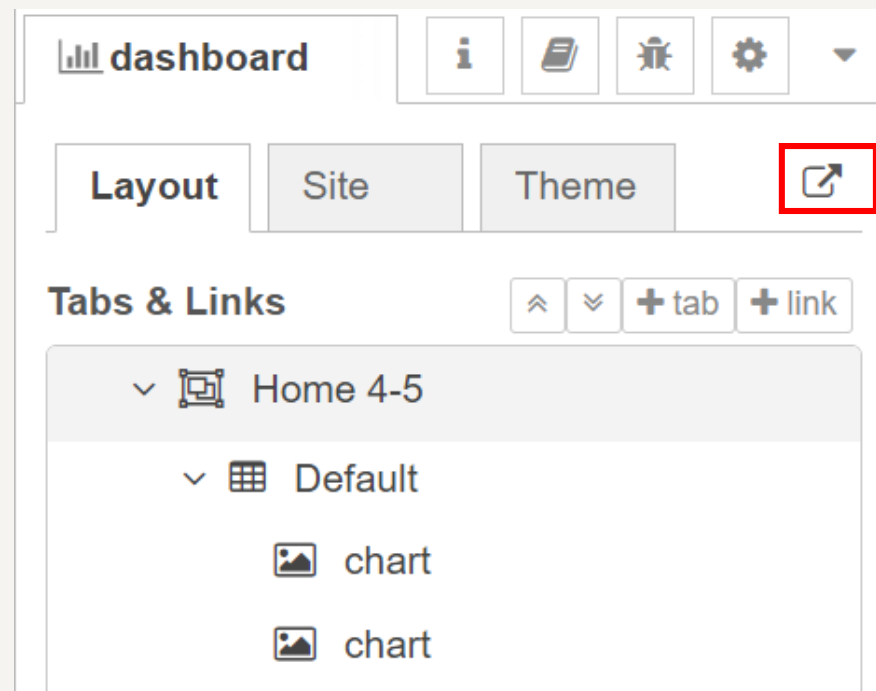 dashboard
Layout Site Theme
Tabs & Links + tab + link
Home 4-5
Default
chart
chart